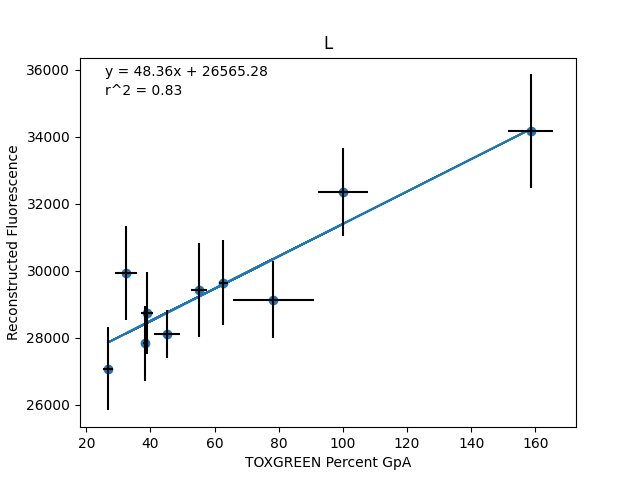 L
y = 48.36x + 26565.28
r^2 = 0.83
36000
34000
32000
30000
28000
26000
Reconstructed Fluorescence
20 40 60 80 100 120 140 160
TOXGREEN Percent GpA